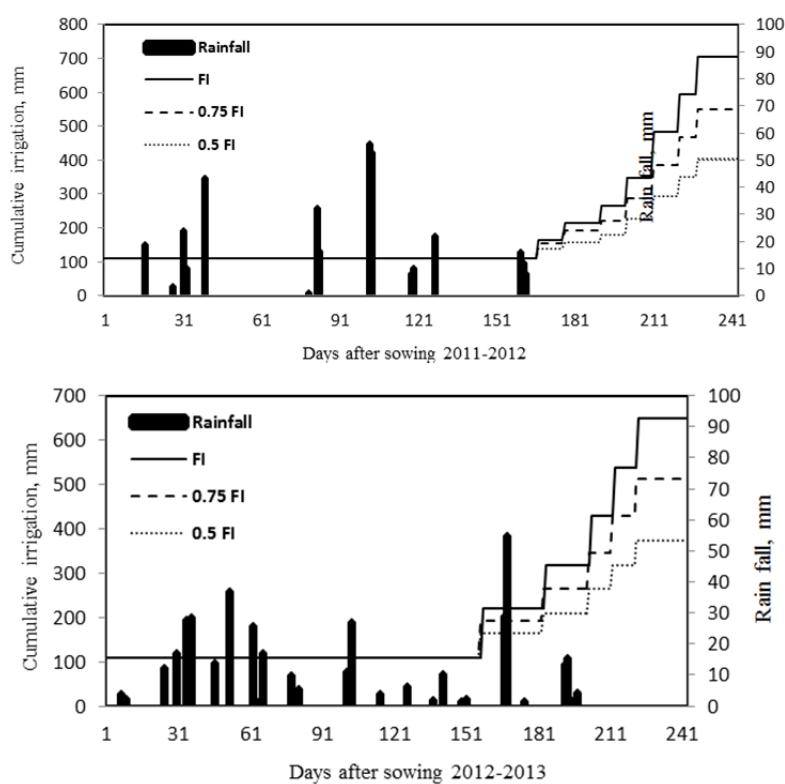 800
700
600
500
400
300
200
100
0
Cumulative irrigation, mm
Rainfall
FI
0.75 FI
0.5 FI
100
90
80
70
60
50
40
30
20
10
0
Rain fall, mm
1 31 61 91 121 151 181 211 241
Days after sowing 2011-2012
700
600
500
400
300
200
100
0
Cumulative irrigation, mm
Rainfall
FI
0.75 FI
0.5 FI
100
90
80
70
60
50
40
30
20
10
0
Rain fall, mm
1 31 61 91 121 151 181 211 241
Days after sowing 2012-2013